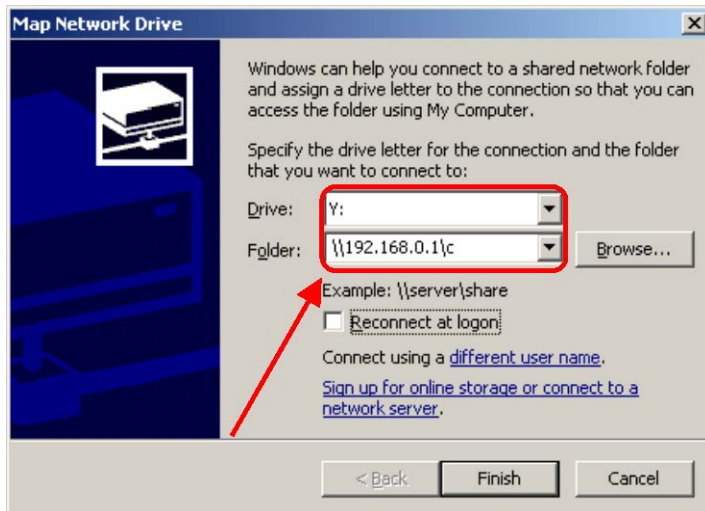 Map Network Drive
Windows can help you connect to a shared network folder
and assign a drive letter to the connection so that you can
access the folder using My Computer.
Specify the drive letter for the connection and the folder
that you want to connect to:
Drive: Y:
Folder: \\192.168.0.1\c Browse...
Example: \\server\share
Reconnect at logon
Connect using a different user name.
Sign up for online storage or connect to a
network server.
< Back Finish Cancel